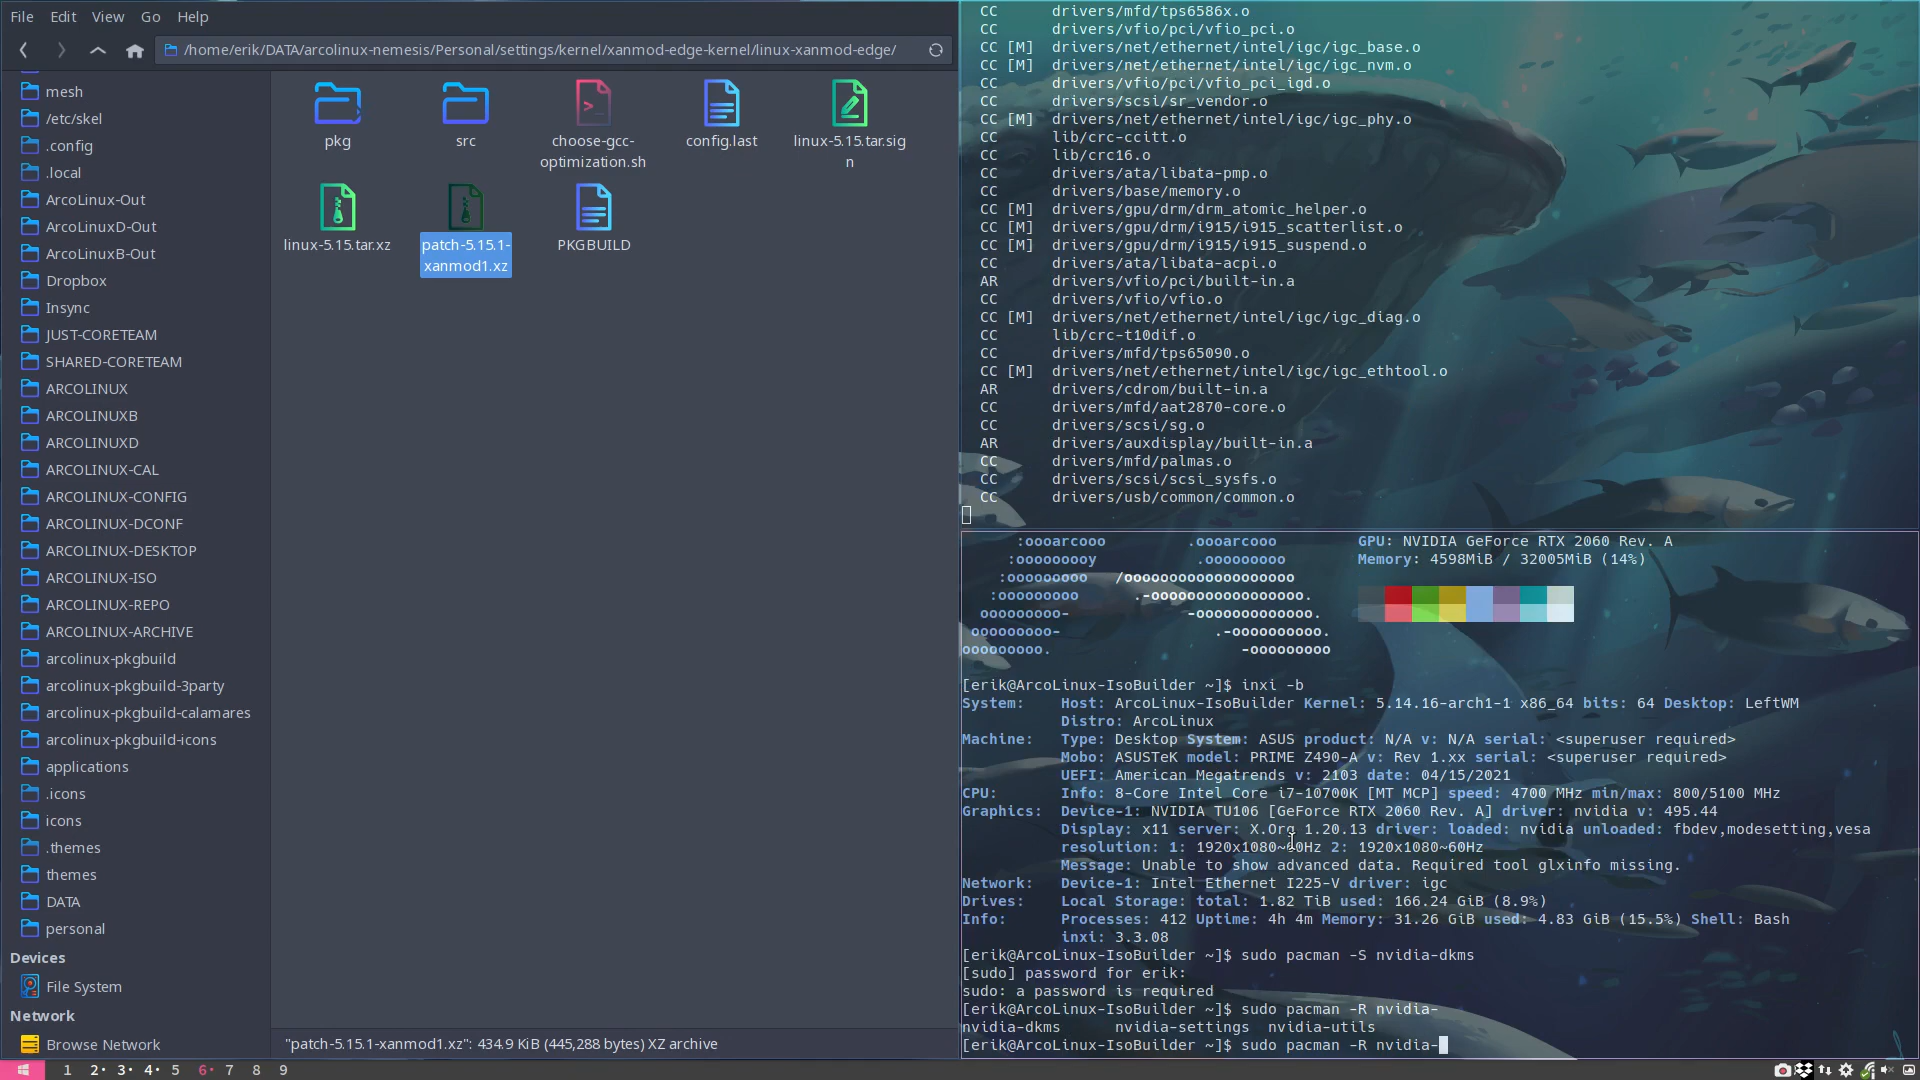 File Edit View Go Help
/home/erik/DATA/arcolinux-nemesis/Personal/settings/kernel/xanmod-edge-kernel/linux-xanmod-edge/
mesh
/etc/skel
.config
.local
ArcoLinux-Out
ArcoLinuxD-Out
ArcoLinuxB-Out
Dropbox
Insync
JUST-CORETEAM
SHARED-CORETEAM
ARCOLINUX
ARCOLINUXB
ARCOLINUXD
ARCOLINUX-CAL
ARCOLINUX-CONFIG
ARCOLINUX-DCONF
ARCOLINUX-DESKTOP
ARCOLINUX-ISO
ARCOLINUX-REPO
ARCOLINUX-ARCHIVE
arcolinux-pkgbuild
arcolinux-pkgbuild-3party
arcolinux-pkgbuild-calamares
arcolinux-pkgbuild-icons
applications
.icons
icons
.themes
themes
DATA
personal
Devices
File System
Network
Browse Network
pkg
src
choose-gcc-
optimization.sh
config.last
linux-5.15.tar.sig
n
linux-5.15.tar.xz
patch-5.15.1-
xanmod1.xz
PKGBUILD
"patch-5.15.1-xanmod1.xz": 434.9 KiB (445,288 bytes) XZ archive
CC drivers/mfd/tps6586x.o
CC drivers/vfio/pci/vfio_pci.o
CC [M] drivers/net/ethernet/intel/igc/igc_base.o
CC [M] drivers/net/ethernet/intel/igc/igc_nvm.o
CC drivers/vfio/pci/vfio_pci_igd.o
CC drivers/scsi/sr_vendor.o
CC [M] drivers/net/ethernet/intel/igc/igc_phy.o
CC lib/crc-ccitt.o
CC lib/crc16.o
CC drivers/ata/libata-pmp.o
CC drivers/base/memory.o
CC [M] drivers/gpu/drm/drm_atomic_helper.o
CC [M] drivers/gpu/drm/i915/i915_scatterlist.o
CC [M] drivers/gpu/drm/i915/i915_suspend.o
CC drivers/ata/libata-acpi.o
AR drivers/vfio/pci/built-in.a
CC drivers/vfio/vfio.o
CC [M] drivers/net/ethernet/intel/igc/igc_diag.o
CC lib/crc-t10dif.o
CC drivers/mfd/tps65090.o
CC [M] drivers/net/ethernet/intel/igc/igc_ethtool.o
AR drivers/cdrom/built-in.a
CC drivers/mfd/aat2870-core.o
CC drivers/scsi/sg.o
AR drivers/auxdisplay/built-in.a
CC drivers/mfd/palmas.o
CC drivers/scsi/scsi_sysfs.o
CC drivers/usb/common/common.o
:oooarcooo .oooarcooo GPU: NVIDIA GeForce RTX 2060 Rev. A
:ooooooooy .ooooooooo Memory: 4598MiB / 32005MiB (14%)
:ooooooooo /oooooooooooooooooo
:ooooooooo .-ooooooooooooooooo.
ooooooooo- -ooooooooooooo.
ooooooooo- .-oooooooooo.
ooooooooo. -ooooooooo
[erik@ArcoLinux-IsoBuilder ~]$ inxi -b
System: Host: ArcoLinux-IsoBuilder Kernel: 5.14.16-arch1-1 x86_64 bits: 64 Desktop: LeftWM
Distro: ArcoLinux
Machine: Type: Desktop System: ASUS product: N/A v: N/A serial: <superuser required>
Mobo: ASUSTeK model: PRIME Z490-A v: Rev 1.xx serial: <superuser required>
UEFI: American Megatrends v: 2103 date: 04/15/2021
CPU: Info: 8-Core Intel Core i7-10700K [MT MCP] speed: 4700 MHz min/max: 800/5100 MHz
Graphics: Device-1: NVIDIA TU106 [GeForce RTX 2060 Rev. A] driver: nvidia v: 495.44
Display: x11 server: X.Org 1.20.13 driver: loaded: nvidia unloaded: fbdev,modesetting,vesa
resolution: 1: 1920x1080~60Hz 2: 1920x1080~60Hz
Message: Unable to show advanced data. Required tool glxinfo missing.
Network: Device-1: Intel Ethernet I225-V driver: igc
Drives: Local Storage: total: 1.82 TiB used: 166.24 GiB (8.9%)
Info: Processes: 412 Uptime: 4h 4m Memory: 31.26 GiB used: 4.83 GiB (15.5%) Shell: Bash
inxi: 3.3.08
[erik@ArcoLinux-IsoBuilder ~]$ sudo pacman -S nvidia-dkms
[sudo] password for erik:
sudo: a password is required
[erik@ArcoLinux-IsoBuilder ~]$ sudo pacman -R nvidia-
nvidia-dkms nvidia-settings nvidia-utils
[erik@ArcoLinux-IsoBuilder ~]$ sudo pacman -R nvidia-
1 2 3 4 5 6 7 8 9